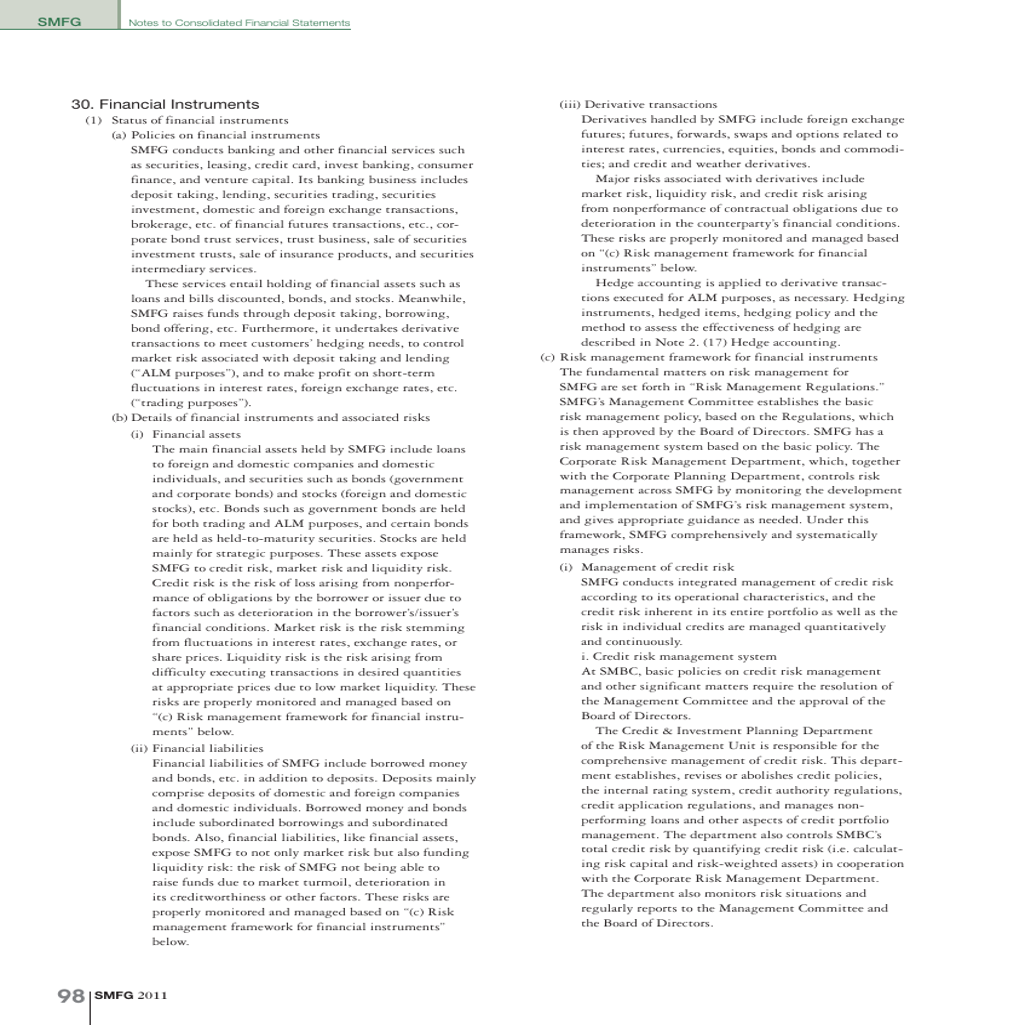 SMFG
Notes to Consolidated Financial Statements
30. Financial Instruments
(1) Status of financial instruments
(a) Policies on financial instruments
SMFG conducts banking and other financial services such
as securities, leasing, credit card, invest banking, consumer
finance, and venture capital. Its banking business includes
deposit taking, lending, securities trading, securities
investment, domestic and foreign exchange transactions,
brokerage, etc. of financial futures transactions, etc., cor-
porate bond trust services, trust business, sale of securities
investment trusts, sale of insurance products, and securities
intermediary services.
These services entail holding of financial assets such as
loans and bills discounted, bonds, and stocks. Meanwhile,
SMFG raises funds through deposit taking, borrowing,
bond offering, etc. Furthermore, it undertakes derivative
transactions to meet customers’ hedging needs, to control
market risk associated with deposit taking and lending
(“ALM purposes”), and to make profit on short-term
fluctuations in interest rates, foreign exchange rates, etc.
(“trading purposes”).
(b) Details of financial instruments and associated risks
(i) Financial assets
The main financial assets held by SMFG include loans
to foreign and domestic companies and domestic
individuals, and securities such as bonds (government
and corporate bonds) and stocks (foreign and domestic
stocks), etc. Bonds such as government bonds are held
for both trading and ALM purposes, and certain bonds
are held as held-to-maturity securities. Stocks are held
mainly for strategic purposes. These assets expose
SMFG to credit risk, market risk and liquidity risk.
Credit risk is the risk of loss arising from nonperfor-
mance of obligations by the borrower or issuer due to
factors such as deterioration in the borrower’s/issuer’s
financial conditions. Market risk is the risk stemming
from fluctuations in interest rates, exchange rates, or
share prices. Liquidity risk is the risk arising from
difficulty executing transactions in desired quantities
at appropriate prices due to low market liquidity. These
risks are properly monitored and managed based on
“(c) Risk management framework for financial instru-
ments” below.
(ii) Financial liabilities
Financial liabilities of SMFG include borrowed money
and bonds, etc. in addition to deposits. Deposits mainly
comprise deposits of domestic and foreign companies
and domestic individuals. Borrowed money and bonds
include subordinated borrowings and subordinated
bonds. Also, financial liabilities, like financial assets,
expose SMFG to not only market risk but also funding
liquidity risk: the risk of SMFG not being able to
raise funds due to market turmoil, deterioration in
its creditworthiness or other factors. These risks are
properly monitored and managed based on “(c) Risk
management framework for financial instruments”
below.
(iii) Derivative transactions
Derivatives handled by SMFG include foreign exchange
futures; futures, forwards, swaps and options related to
interest rates, currencies, equities, bonds and commodi-
ties; and credit and weather derivatives.
Major risks associated with derivatives include
market risk, liquidity risk, and credit risk arising
from nonperformance of contractual obligations due to
deterioration in the counterparty’s financial conditions.
These risks are properly monitored and managed based
on “(c) Risk management framework for financial
instruments” below.
Hedge accounting is applied to derivative transac-
tions executed for ALM purposes, as necessary. Hedging
instruments, hedged items, hedging policy and the
method to assess the effectiveness of hedging are
described in Note 2. (17) Hedge accounting.
(c) Risk management framework for financial instruments
The fundamental matters on risk management for
SMFG are set forth in “Risk Management Regulations.”
SMFG’s Management Committee establishes the basic
risk management policy, based on the Regulations, which
is then approved by the Board of Directors. SMFG has a
risk management system based on the basic policy. The
Corporate Risk Management Department, which, together
with the Corporate Planning Department, controls risk
management across SMFG by monitoring the development
and implementation of SMFG’s risk management system,
and gives appropriate guidance as needed. Under this
framework, SMFG comprehensively and systematically
manages risks.
(i) Management of credit risk
SMFG conducts integrated management of credit risk
according to its operational characteristics, and the
credit risk inherent in its entire portfolio as well as the
risk in individual credits are managed quantitatively
and continuously.
i. Credit risk management system
At SMBC, basic policies on credit risk management
and other significant matters require the resolution of
the Management Committee and the approval of the
Board of Directors.
The Credit & Investment Planning Department
of the Risk Management Unit is responsible for the
comprehensive management of credit risk. This depart-
ment establishes, revises or abolishes credit policies,
the internal rating system, credit authority regulations,
credit application regulations, and manages non-
performing loans and other aspects of credit portfolio
management. The department also controls SMBC’s
total credit risk by quantifying credit risk (i.e. calculat-
ing risk capital and risk-weighted assets) in cooperation
with the Corporate Risk Management Department.
The department also monitors risk situations and
regularly reports to the Management Committee and
the Board of Directors.
98 SMFG 2011